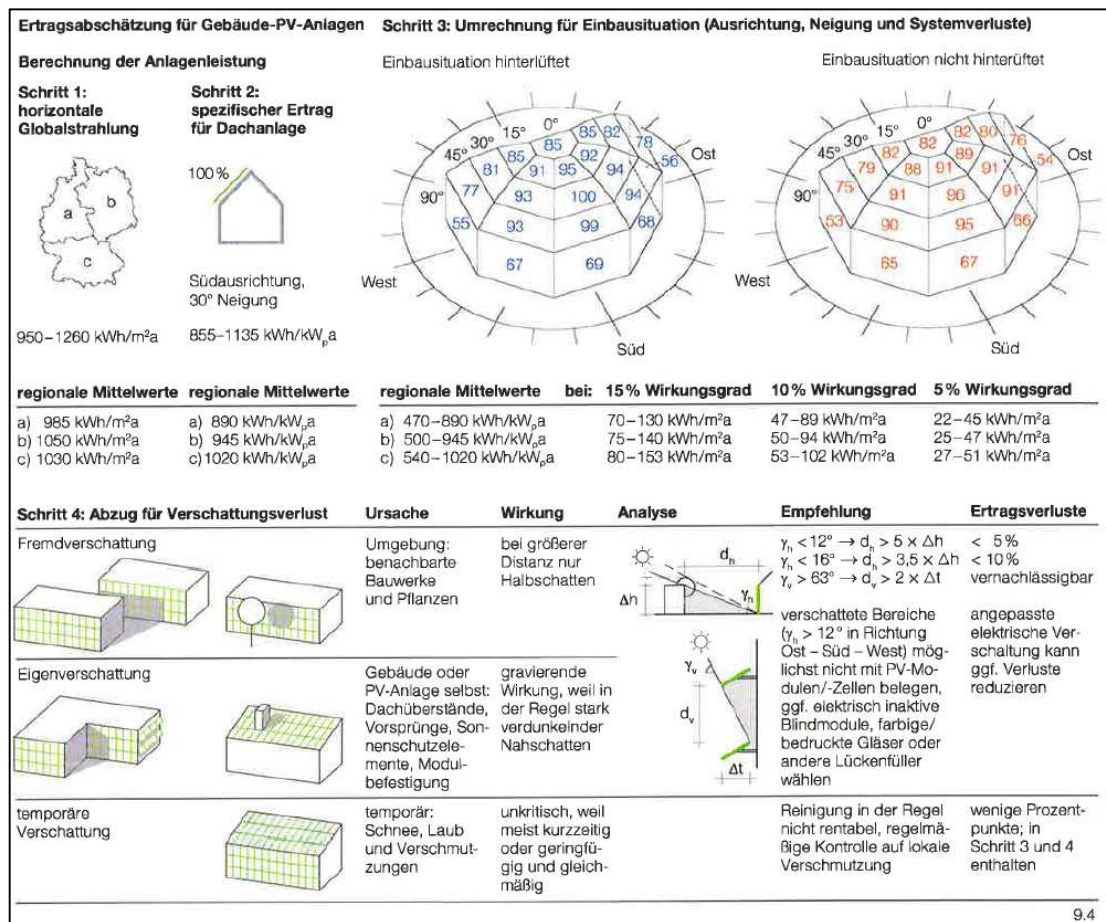 Ertragsabschätzung für Gebäude-PV-Anlagen
Berechnung der Anlagenleistung
Schritt 1:
horizontale
Globalstrahlung
a
b
c
950–1260 kWh/m²a
Schritt 2:
spezifischer Ertrag
für Dachanlage
100%
Südausrichtung,
30° Neigung
855–1135 kWh/kWₚa
Schritt 3: Umrechnung für Einbausituation (Ausrichtung, Neigung und Systemverluste)
Einbausituation hinterlüftet
90° 45° 30° 15° 0°
85 82 78 56
85 92 94 94 68
81 85 91 95
77 93 100
55 93 99
67 69
West
Ost
Süd
Einbausituation nicht hinterüftet
90° 45° 30° 15° 0°
82 80 76 54
82 89 91 91 66
79 82 88 91
75 91 96
53 90 95
65 67
West
Ost
Süd
regionale Mittelwerte regionale Mittelwerte regionale Mittelwerte bei: 15% Wirkungsgrad 10% Wirkungsgrad 5% Wirkungsgrad
a) 985 kWh/m²a a) 890 kWh/kWₚa a) 470–890 kWh/kWₚa 70–130 kWh/m²a 47–89 kWh/m²a 22–45 kWh/m²a
b) 1050 kWh/m²a b) 945 kWh/kWₚa b) 500–945 kWh/kWₚa 75–140 kWh/m²a 50–94 kWh/m²a 25–47 kWh/m²a
c) 1030 kWh/m²a c) 1020 kWh/kWₚa c) 540–1020 kWh/kWₚa 80–153 kWh/m²a 53–102 kWh/m²a 27–51 kWh/m²a
Schritt 4: Abzug für Verschattungsverlust Ursache Wirkung Analyse Empfehlung Ertragsverluste
Fremdverschattung
Umgebung:
benachbarte
Bauwerke
und Pflanzen
bei größerer
Distanz nur
Halbschatten
dₕ
Δh
γₕ
γᵥ
dᵥ
Δt
γₕ < 12° → dₕ > 5 x Δh < 5%
γₕ < 16° → dₕ > 3,5 x Δh < 10%
γᵥ > 63° → dᵥ > 2 x Δt vernachlässigbar
verschattete Bereiche
(γₕ > 12° in Richtung
Ost – Süd – West) mög-
lichst nicht mit PV-Mo-
dulen/-Zellen belegen,
ggf. elektrisch inaktive
Blindmodule, farbige/
bedruckte Gläser oder
andere Lückenfüller
wählen
angepasste
elektrische Ver-
schaltung kann
ggf. Verluste
reduzieren
Eigenverschattung
Gebäude oder
PV-Anlage selbst:
Dachüberstände,
Vorsprünge, Son-
nenschutzele-
mente, Modul-
befestigung
gravierende
Wirkung, weil in
der Regel stark
verdunkelnder
Nahschatten
temporäre
Verschattung
temporär:
Schnee, Laub
und Verschmut-
zungen
unkritisch, weil
meist kurzzeitig
oder geringfü-
gig und gleich-
mäßig
Reinigung in der Regel
nicht rentabel, regelmä-
ßige Kontrolle auf lokale
Verschmutzung
wenige Prozent-
punkte; in
Schritt 3 und 4
enthalten
9.4